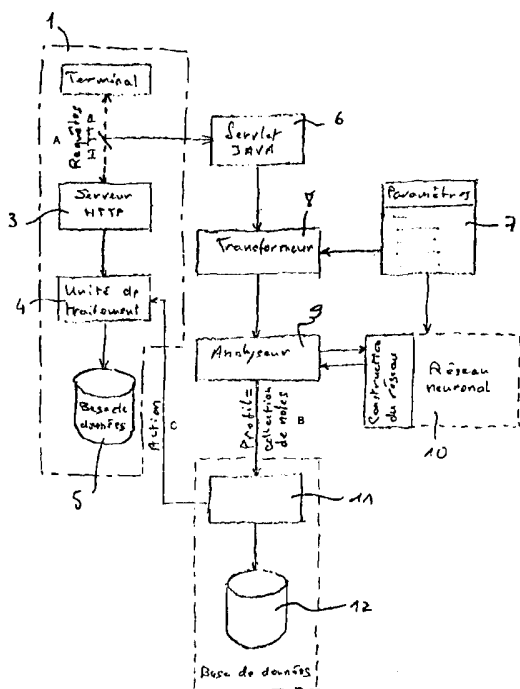 1
Terminal
A
Requêtes
HTTP
Servlet
JAVA
6
3
Serveur
HTTP
Paramètres
7
8
Transformeur
4
Unité de
traitement
9
Analyseur
Construction
du réseau
Réseau
neuronal
10
Base de
données
5
Action
C
Profil =
collection
de notes
B
11
12
Base de données